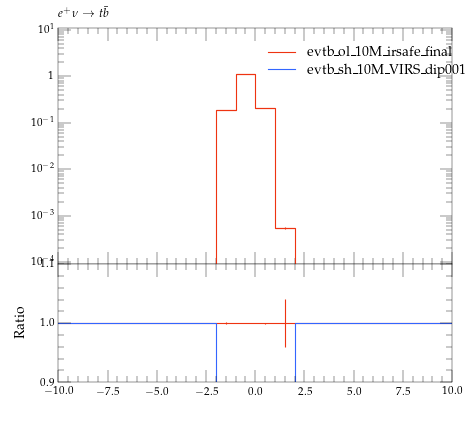 e⁺ν → tb̄
10¹
evtb_ol_10M_irsafe_final
evtb_sh_10M_VIRS_dip001
1
10⁻¹
10⁻²
10⁻³
10⁻⁴
1.1
Ratio
1.0
0.9
−10.0 −7.5 −5.0 −2.5 0.0 2.5 5.0 7.5 10.0